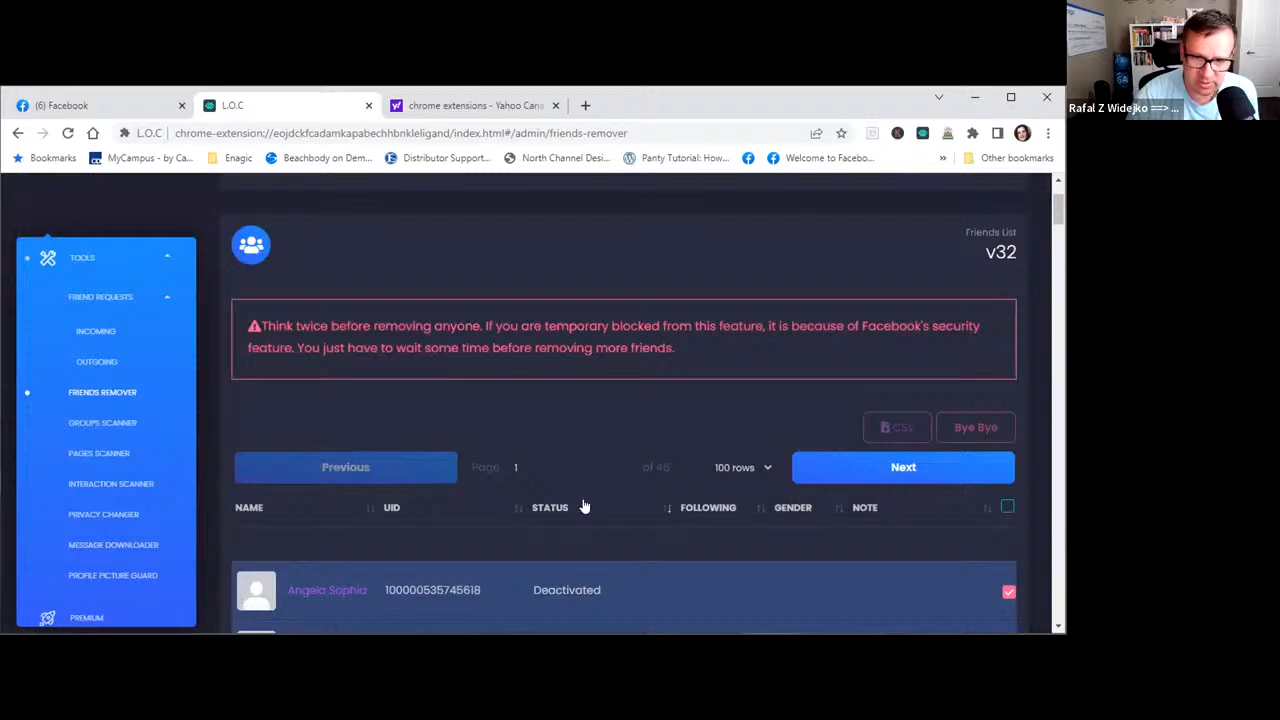 (6) Facebook
L.O.C
chrome extensions - Yahoo Cana
L.O.C
chrome-extension://eojdckfcadamkapabechhbnkleligand/index.html#/admin/friends-remover
Bookmarks
MyCampus - by Ca...
Enagic
Beachbody on Dem...
Distributor Support...
North Channel Desi...
Panty Tutorial: How...
Welcome to Facebo...
»
Other bookmarks
Rafal Z Widejko ==> ...
TOOLS
FRIEND REQUESTS
INCOMING
OUTGOING
FRIENDS REMOVER
GROUPS SCANNER
PAGES SCANNER
INTERACTION SCANNER
PRIVACY CHANGER
MESSAGE DOWNLOADER
PROFILE PICTURE GUARD
PREMIUM
Friends List
v32
Think twice before removing anyone. If you are temporary blocked from this feature, it is because of Facebook's security
feature. You just have to wait some time before removing more friends.
CSV
Bye Bye
Previous
Page 1 of 46
100 rows
Next
NAME UID STATUS FOLLOWING GENDER NOTE
Angela Sophia 100000535745618 Deactivated